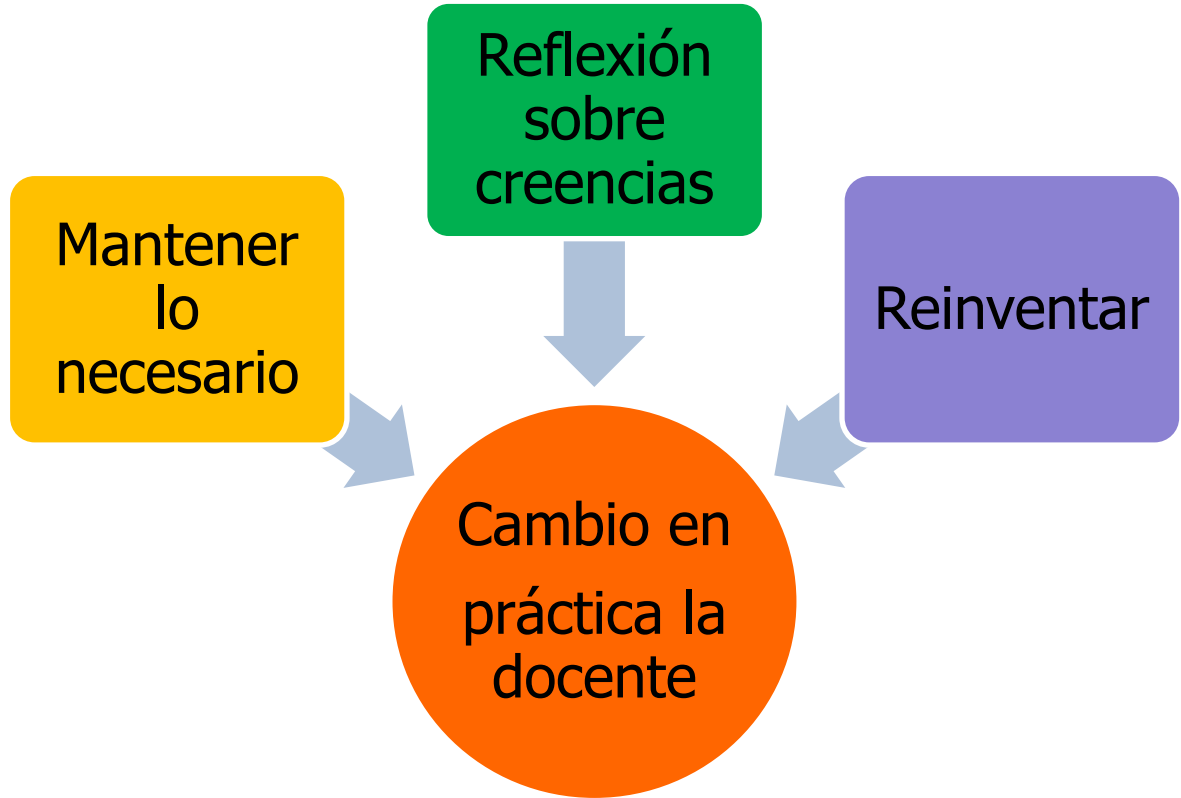 Reflexión
sobre
creencias
Mantener
lo
necesario
Reinventar
Cambio en
práctica la
docente